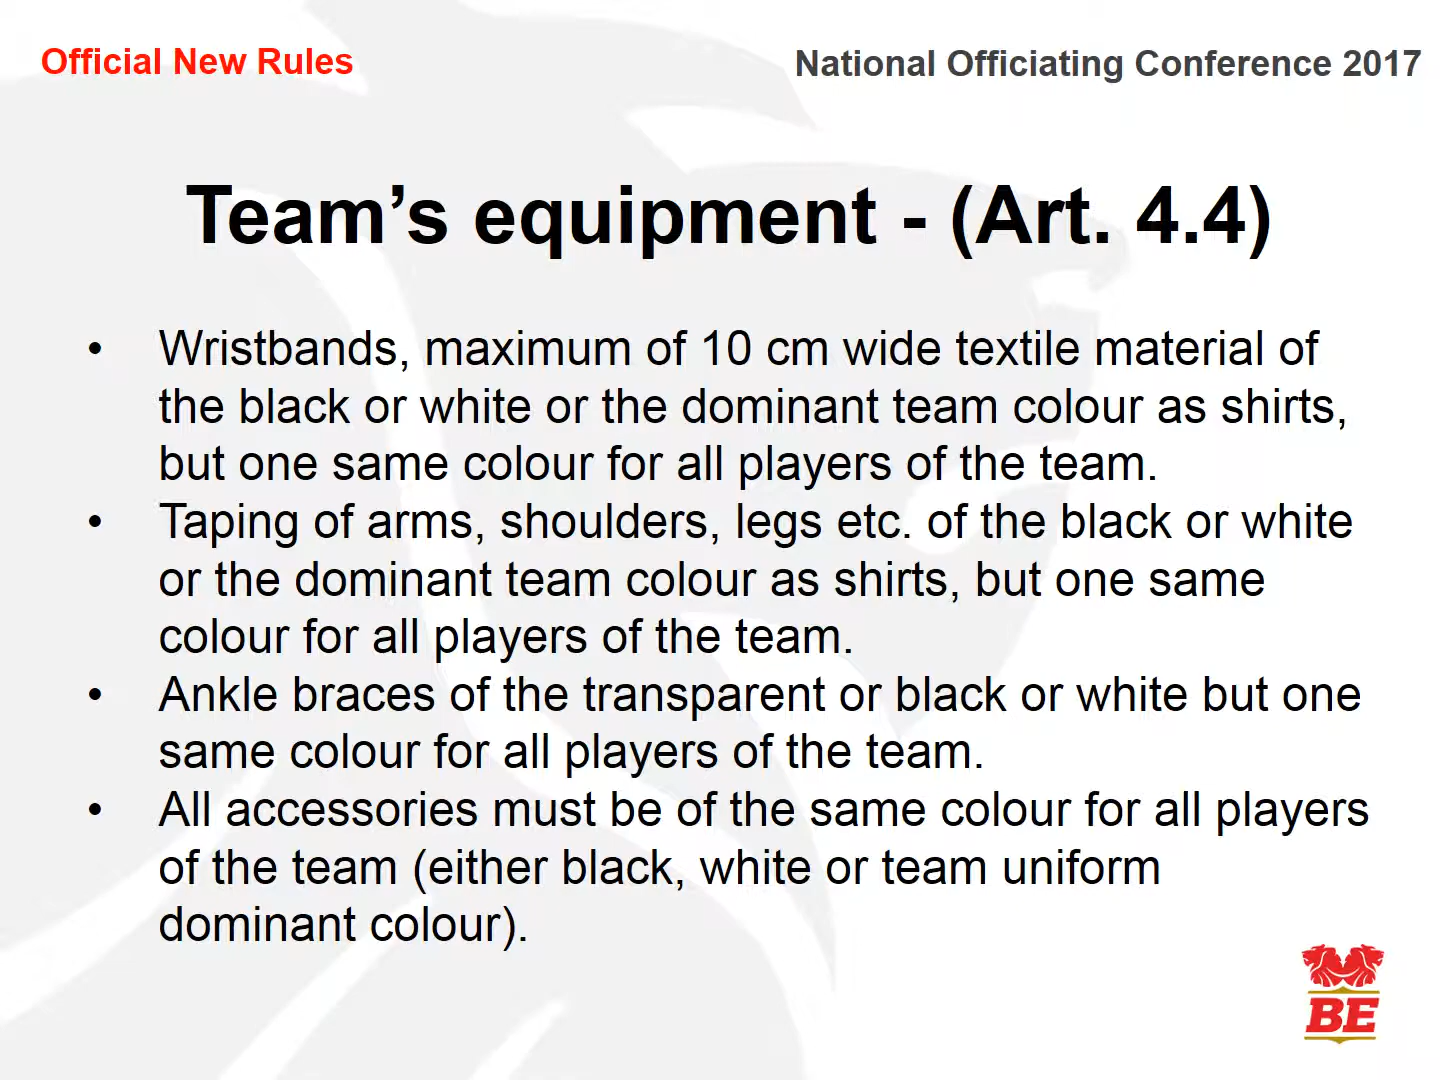 Official New Rules
National Officiating Conference 2017
Team’s equipment - (Art. 4.4)
• Wristbands, maximum of 10 cm wide textile material of
the black or white or the dominant team colour as shirts,
but one same colour for all players of the team.
• Taping of arms, shoulders, legs etc. of the black or white
or the dominant team colour as shirts, but one same
colour for all players of the team.
• Ankle braces of the transparent or black or white but one
same colour for all players of the team.
• All accessories must be of the same colour for all players
of the team (either black, white or team uniform
dominant colour).
BE